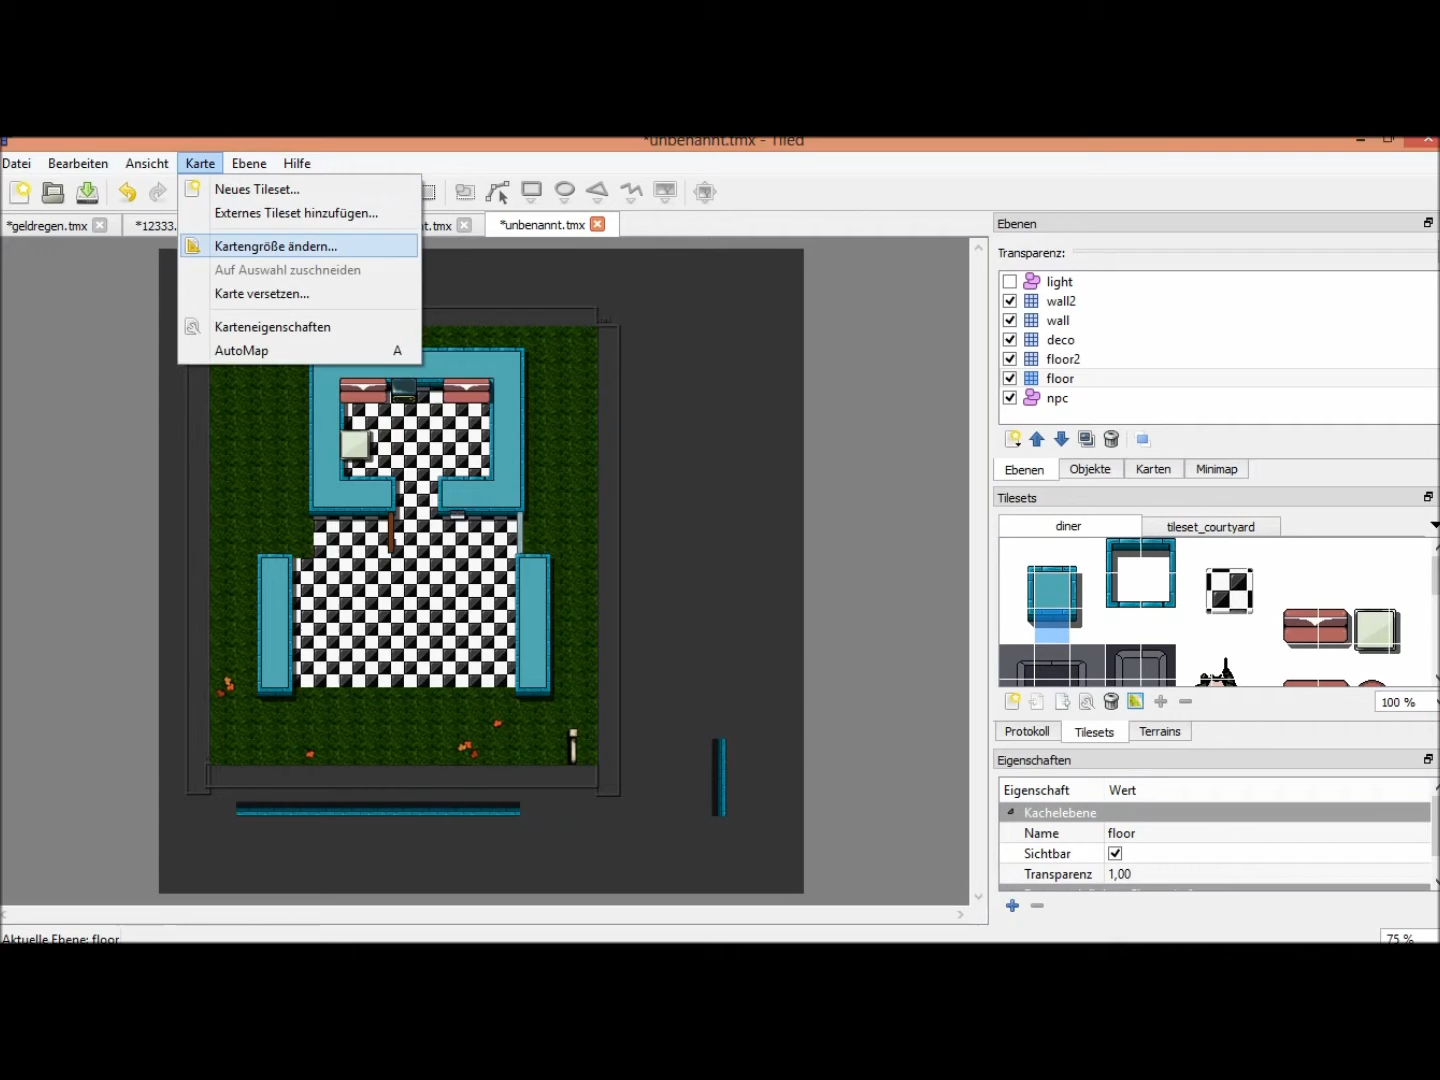 *unbenannt.tmx - Tiled
Datei Bearbeiten Ansicht Karte Ebene Hilfe
Neues Tileset...
Externes Tileset hinzufügen...
*geldregen.tmx *12333. t.tmx *unbenannt.tmx
Kartengröße ändern...
Auf Auswahl zuschneiden
Karte versetzen...
Karteneigenschaften
AutoMap A
Ebenen
Transparenz:
light
wall2
wall
deco
floor2
floor
npc
Ebenen Objekte Karten Minimap
Tilesets
diner tileset_courtyard
100 %
Protokoll Tilesets Terrains
Eigenschaften
Eigenschaft Wert
Kachelebene
Name floor
Sichtbar
Transparenz 1,00
Aktuelle Ebene: floor
75 %